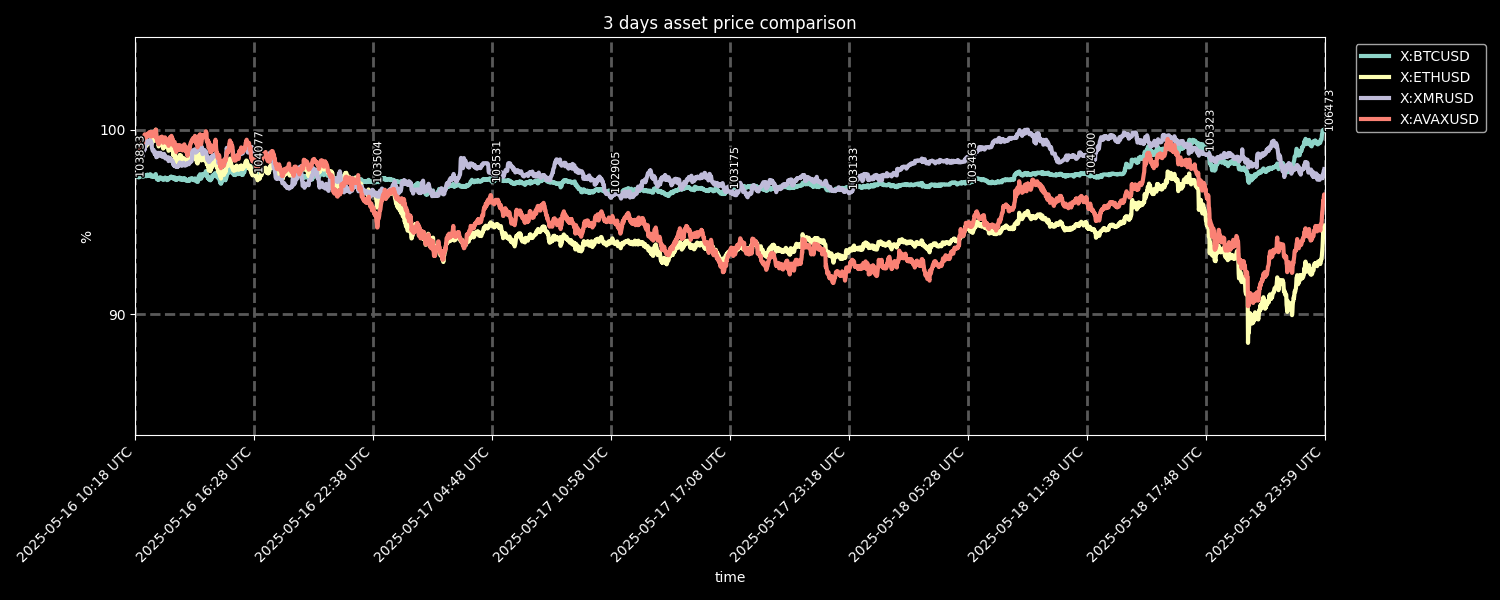 3 days asset price comparison
X:BTCUSD
X:ETHUSD
X:XMRUSD
X:AVAXUSD
100
90
%
103833
104077
103504
103531
102905
103175
103133
103463
104000
105323
106473
2025-05-16 10:18 UTC
2025-05-16 16:28 UTC
2025-05-16 22:38 UTC
2025-05-17 04:48 UTC
2025-05-17 10:58 UTC
2025-05-17 17:08 UTC
2025-05-17 23:18 UTC
2025-05-18 05:28 UTC
2025-05-18 11:38 UTC
2025-05-18 17:48 UTC
2025-05-18 23:59 UTC
time